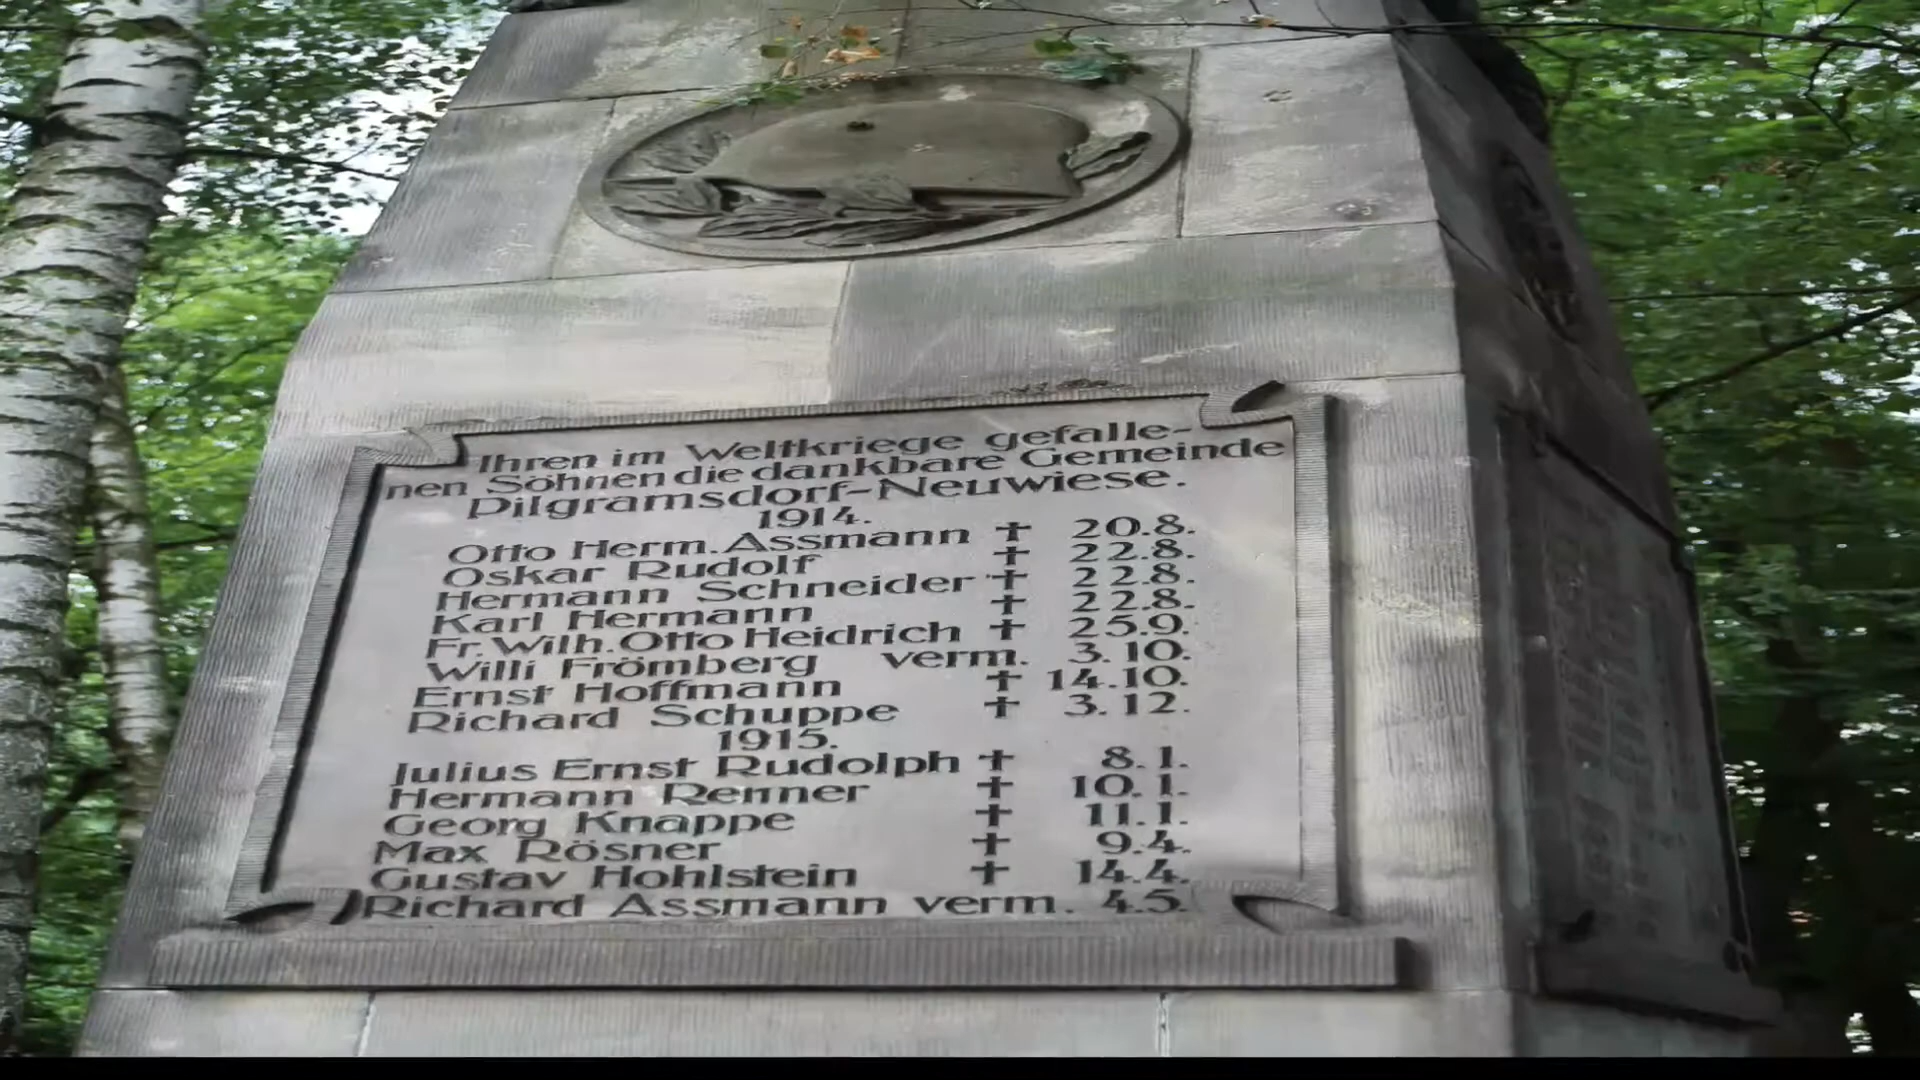 Ihren im Weltkriege gefalle-
nen Söhnen die dankbare Gemeinde
Pilgramsdorf-Neuwiese.
1914.
Otto Herm. Assmann † 20.8.
Oskar Rudolf † 22.8.
Hermann Schneider † 22.8.
Karl Hermann † 22.8.
Fr. Wilh. Otto Heidrich † 25.9.
Willi Frömberg verm. 3.10.
Ernst Hoffmann † 14.10.
Richard Schuppe † 3.12.
1915.
Julius Ernst Rudolph † 8.1.
Hermann Renner † 10.1.
Georg Knappe † 11.1.
Max Rösner † 9.4.
Gustav Hohlstein † 14.4.
Richard Assmann verm. 4.5.